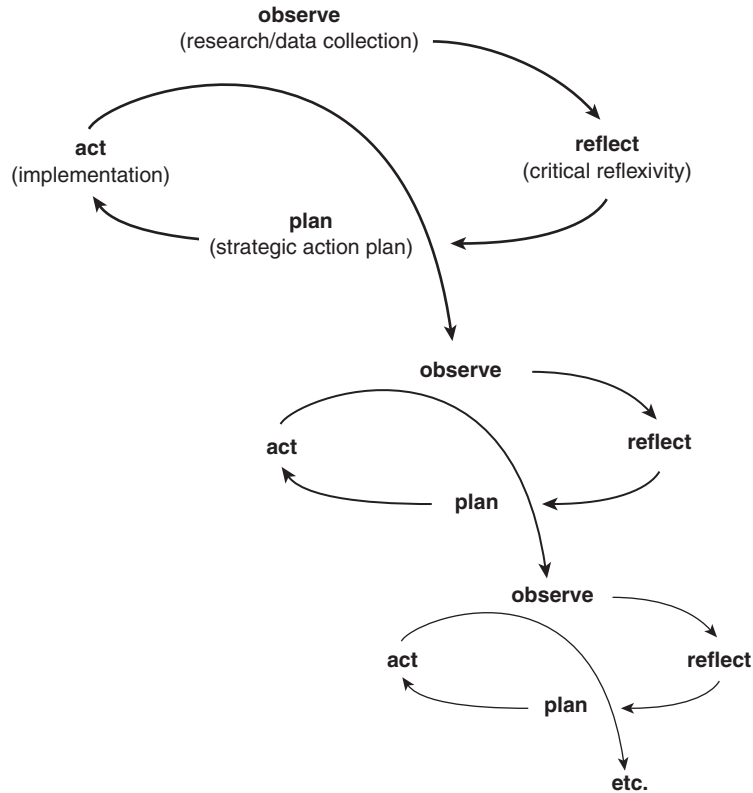 observe
(research/data collection)
act
(implementation)
reflect
(critical reflexivity)
plan
(strategic action plan)
observe
act
reflect
plan
observe
act
reflect
plan
etc.